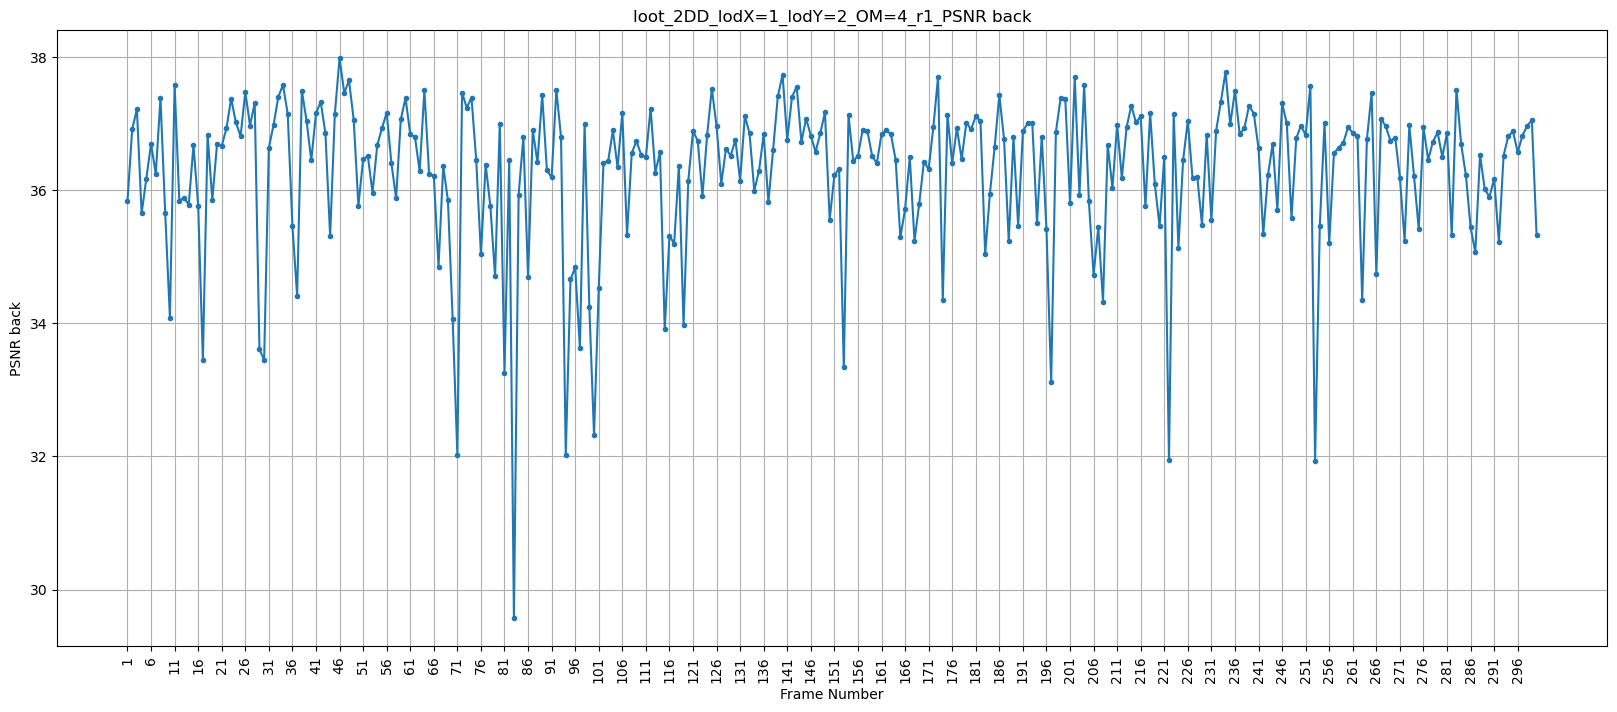 loot_2DD_lodX=1_lodY=2_OM=4_r1_PSNR back
PSNR back
38
36
34
32
30
1 6 11 16 21 26 31 36 41 46 51 56 61 66 71 76 81 86 91 96 101 106 111 116 121 126 131 136 141 146 151 156 161 166 171 176 181 186 191 196 201 206 211 216 221 226 231 236 241 246 251 256 261 266 271 276 281 286 291 296
Frame Number